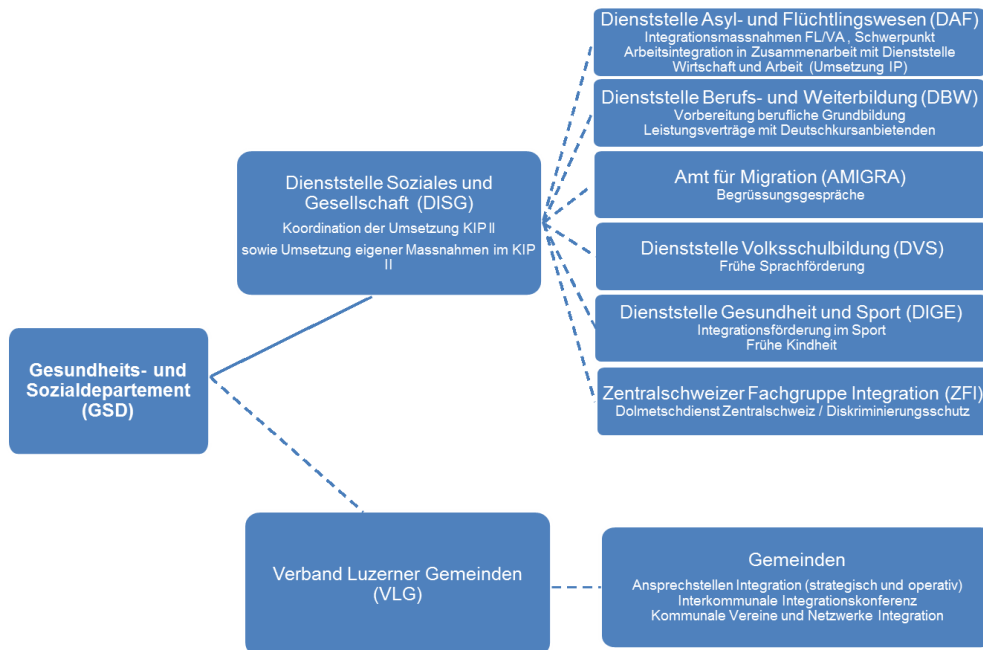 Dienststelle Asyl- und Flüchtlingswesen (DAF)
Integrationsmassnahmen FL/VA , Schwerpunkt
Arbeitsintegration in Zusammenarbeit mit Dienststelle
Wirtschaft und Arbeit (Umsetzung IP)
Dienststelle Berufs- und Weiterbildung (DBW)
Vorbereitung berufliche Grundbildung
Leistungsverträge mit Deutschkursanbietenden
Dienststelle Soziales und
Gesellschaft (DISG)
Koordination der Umsetzung KIP II
sowie Umsetzung eigener Massnahmen im KIP
II
Amt für Migration (AMIGRA)
Begrüssungsgespräche
Dienststelle Volksschulbildung (DVS)
Frühe Sprachförderung
Dienststelle Gesundheit und Sport (DIGE)
Integrationsförderung im Sport
Frühe Kindheit
Gesundheits- und
Sozialdepartement
(GSD)
Zentralschweizer Fachgruppe Integration (ZFI)
Dolmetschdienst Zentralschweiz / Diskriminierungsschutz
Verband Luzerner Gemeinden
(VLG)
Gemeinden
Ansprechstellen Integration (strategisch und operativ)
Interkommunale Integrationskonferenz
Kommunale Vereine und Netzwerke Integration